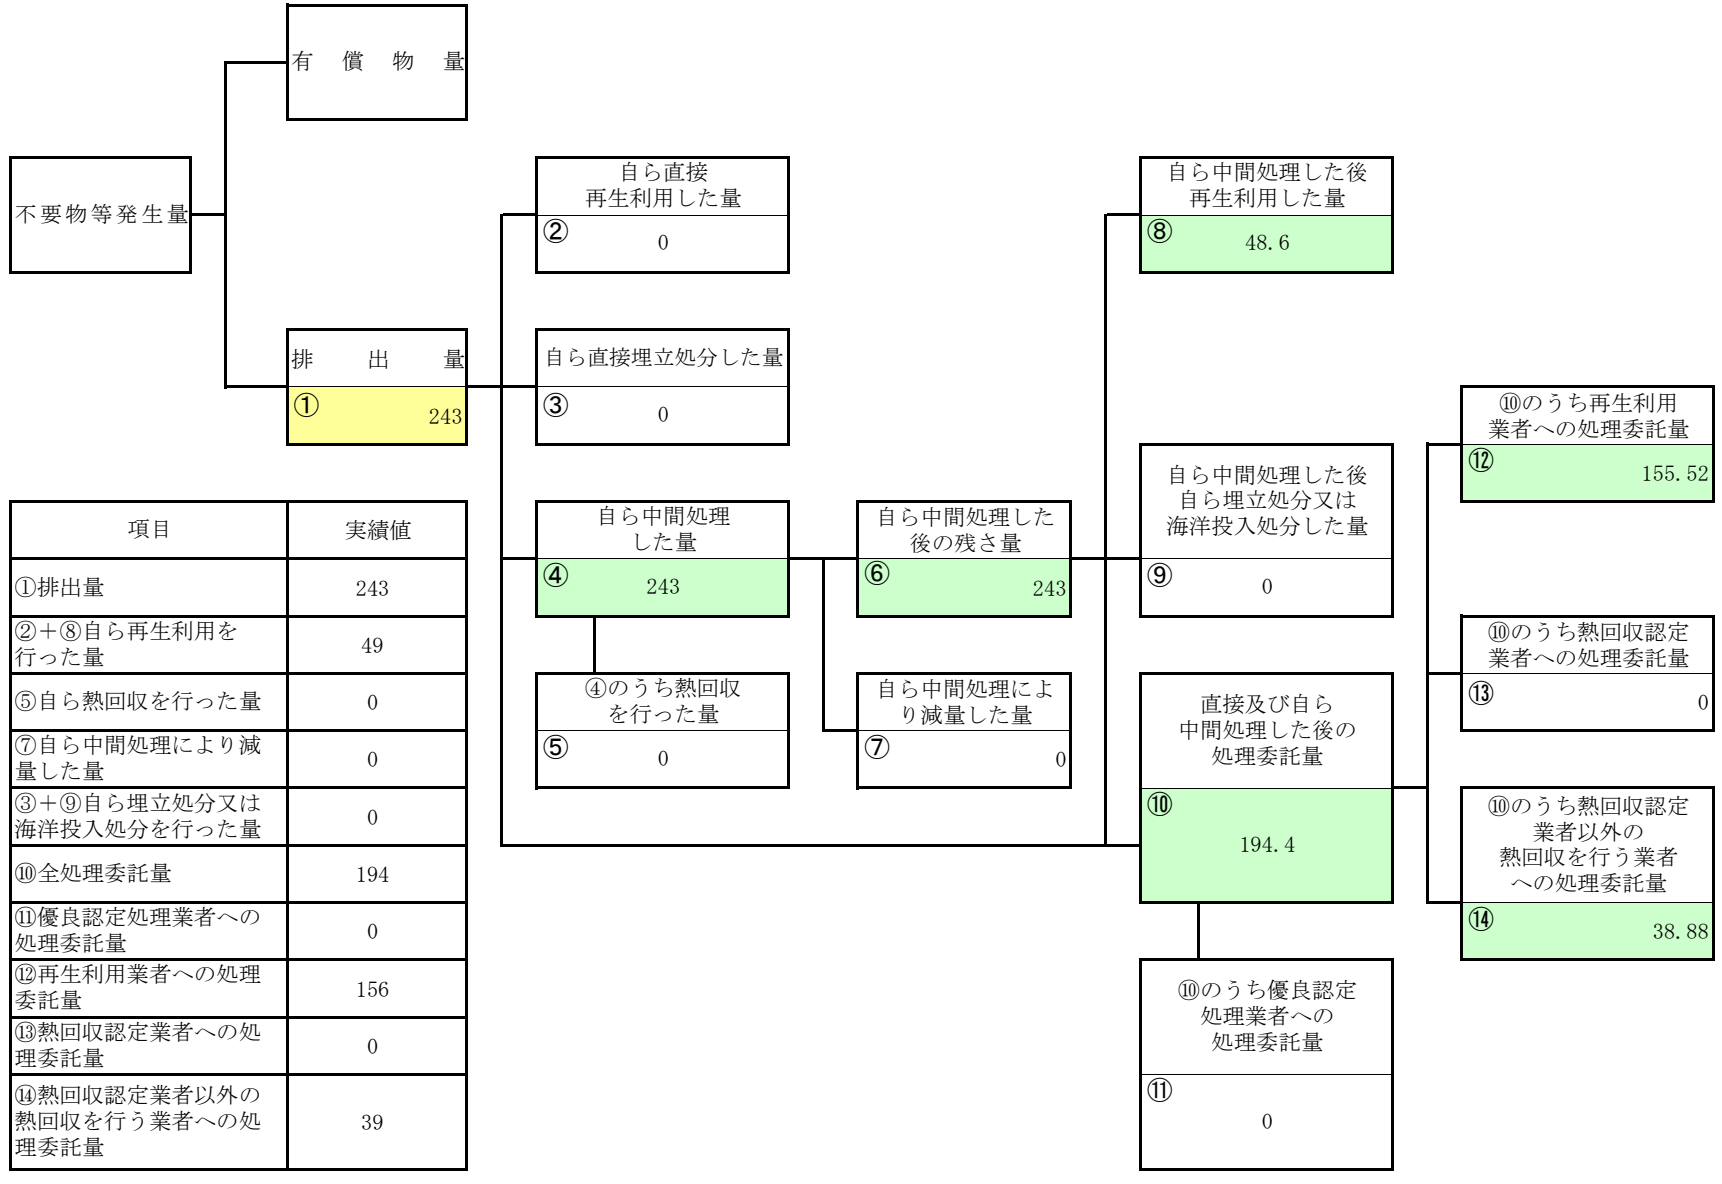 有償物量
不要物等発生量
排出量
①
243
自ら直接
再生利用した量
②
0
自ら直接埋立処分した量
③
0
自ら中間処理
した量
④
243
④のうち熱回収
を行った量
⑤
0
自ら中間処理した
後の残さ量
⑥
243
自ら中間処理によ
り減量した量
⑦
0
自ら中間処理した後
再生利用した量
⑧
48.6
自ら中間処理した後
自ら埋立処分又は
海洋投入処分した量
⑨
0
直接及び自ら
中間処理した後の
処理委託量
⑩
194.4
⑩のうち優良認定
処理業者への
処理委託量
⑪
0
⑩のうち再生利用
業者への処理委託量
⑫
155.52
⑩のうち熱回収認定
業者への処理委託量
⑬
0
⑩のうち熱回収認定
業者以外の
熱回収を行う業者
への処理委託量
⑭
38.88
項目 実績値
①排出量 243
②＋⑧自ら再生利用を
行った量 49
⑤自ら熱回収を行った量 0
⑦自ら中間処理により減
量した量 0
③＋⑨自ら埋立処分又は
海洋投入処分を行った量 0
⑩全処理委託量 194
⑪優良認定処理業者への
処理委託量 0
⑫再生利用業者への処理
委託量 156
⑬熱回収認定業者への処
理委託量 0
⑭熱回収認定業者以外の
熱回収を行う業者への処
理委託量 39